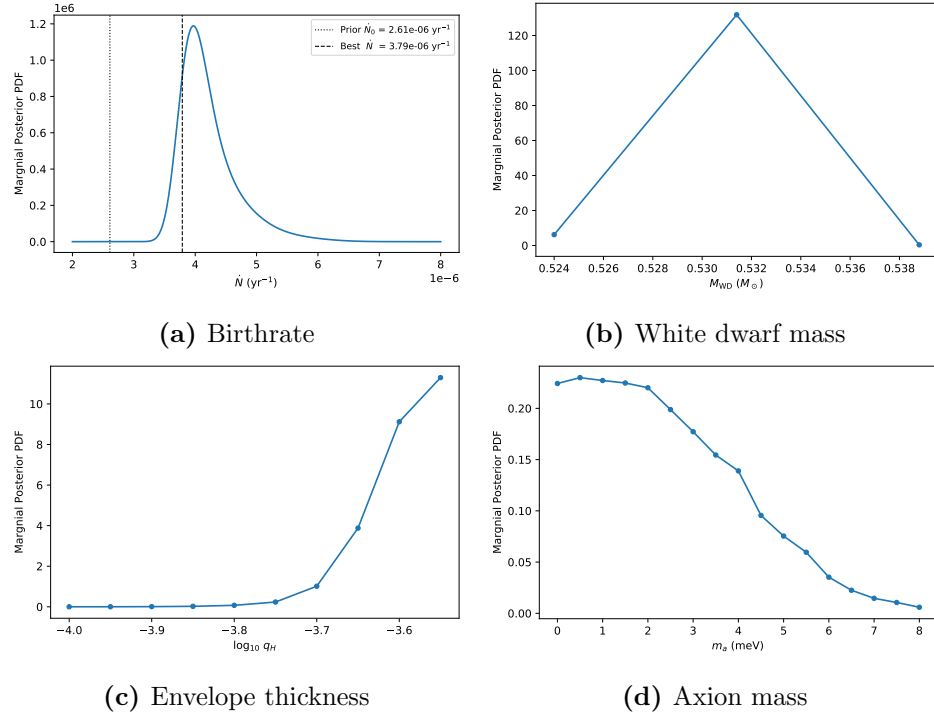 1e6
Prior Ṅ₀ = 2.61e-06 yr⁻¹
Best Ṅ = 3.79e-06 yr⁻¹
Margnial Posterior PDF
1.2
1.0
0.8
0.6
0.4
0.2
0.0
2 3 4 5 6 7 8
1e−6
Ṅ (yr⁻¹)
(a) Birthrate
Margnial Posterior PDF
120
100
80
60
40
20
0
0.524 0.526 0.528 0.530 0.532 0.534 0.536 0.538
M_WD (M_⊙)
(b) White dwarf mass
Margnial Posterior PDF
10
8
6
4
2
0
−4.0 −3.9 −3.8 −3.7 −3.6
log₁₀ q_H
(c) Envelope thickness
Margnial Posterior PDF
0.20
0.15
0.10
0.05
0.00
0 1 2 3 4 5 6 7 8
m_a (meV)
(d) Axion mass